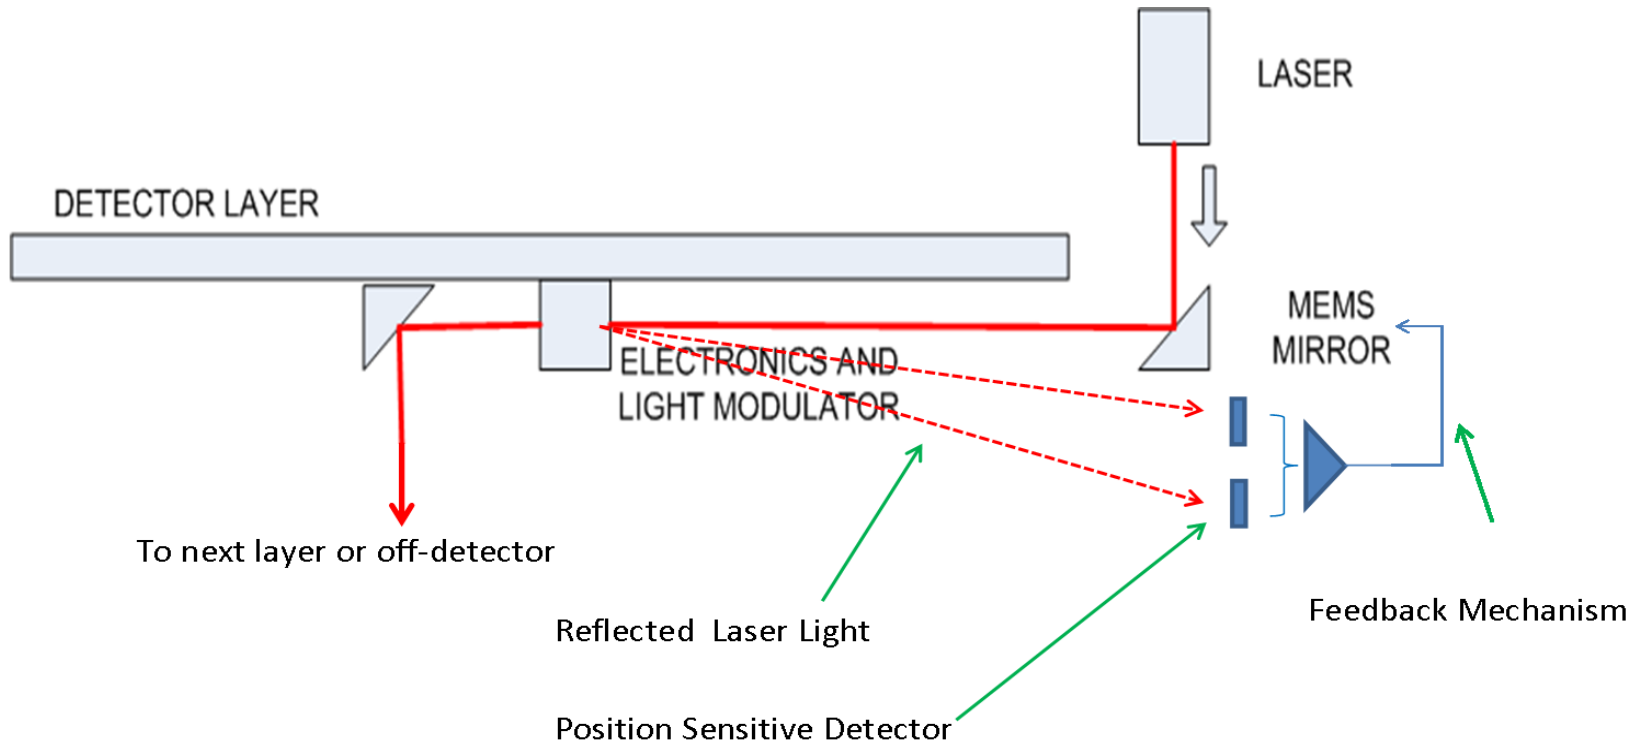 LASER
DETECTOR LAYER
MEMS
MIRROR
ELECTRONICS AND
LIGHT MODULATOR
To next layer or off-detector
Reflected Laser Light
Feedback Mechanism
Position Sensitive Detector